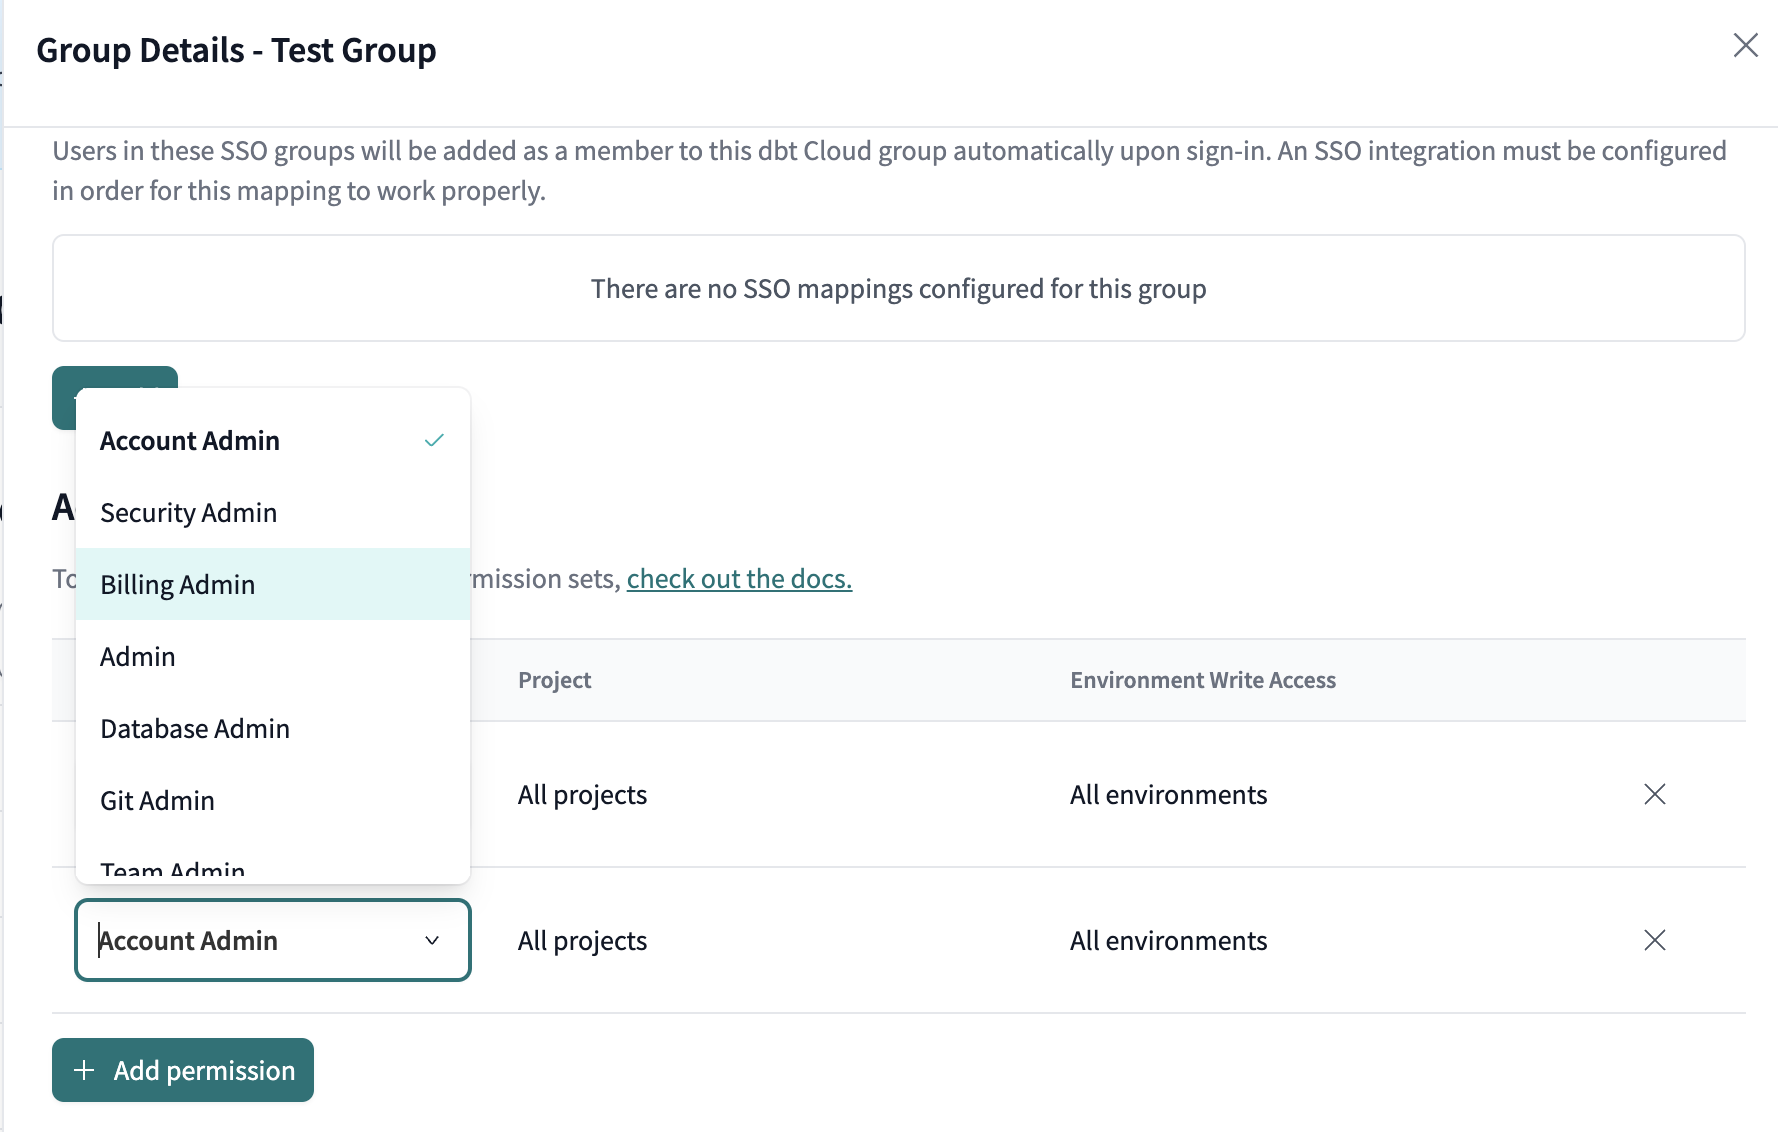 Group Details - Test Group
Users in these SSO groups will be added as a member to this dbt Cloud group automatically upon sign-in. An SSO integration must be configured
in order for this mapping to work properly.
There are no SSO mappings configured for this group
Account Admin
Security Admin
Billing Admin
Admin
Database Admin
Git Admin
Team Admin
To
sets, check out the docs.
Project
Environment Write Access
All projects
All environments
Account Admin
All projects
All environments
+ Add permission